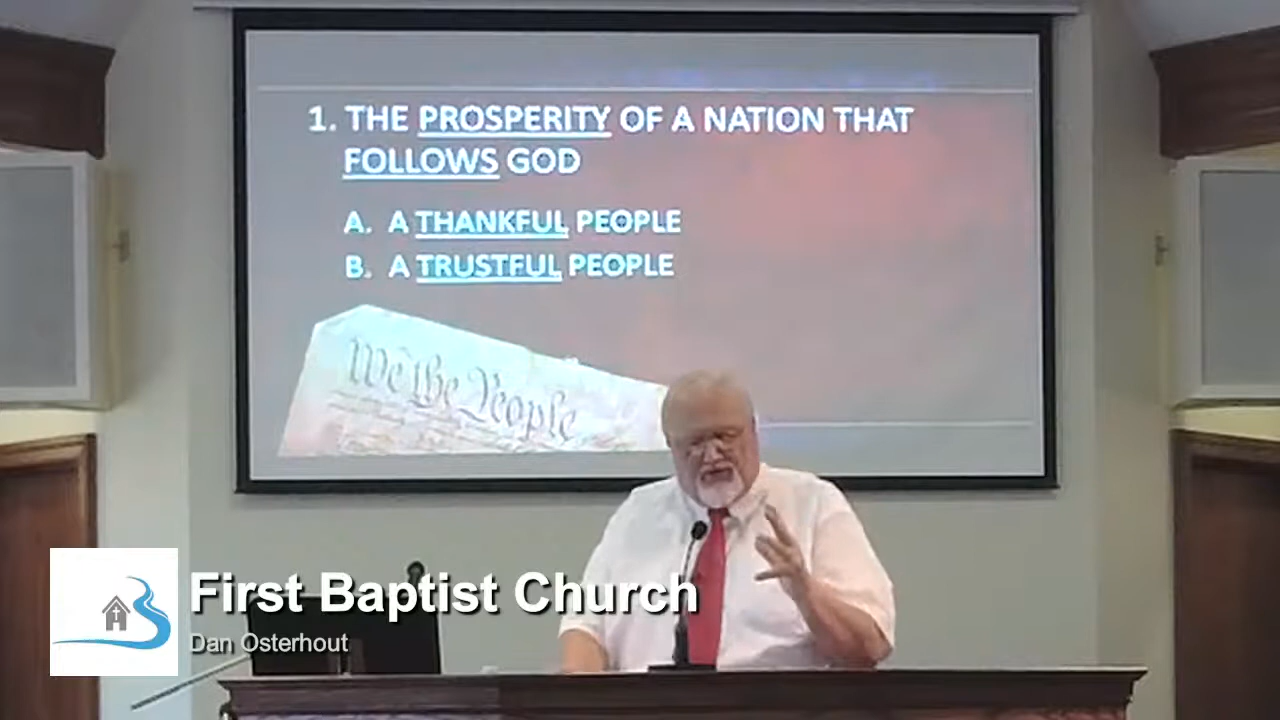 1. THE PROSPERITY OF A NATION THAT
FOLLOWS GOD
A. A THANKFUL PEOPLE
B. A TRUSTFUL PEOPLE
We the People
First Baptist Church
Dan Osterhout